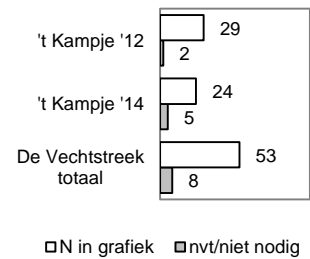 't Kampje '12
29
2
't Kampje '14
24
5
De Vechtstreek
totaal
53
8
N in grafiek nvt/niet nodig